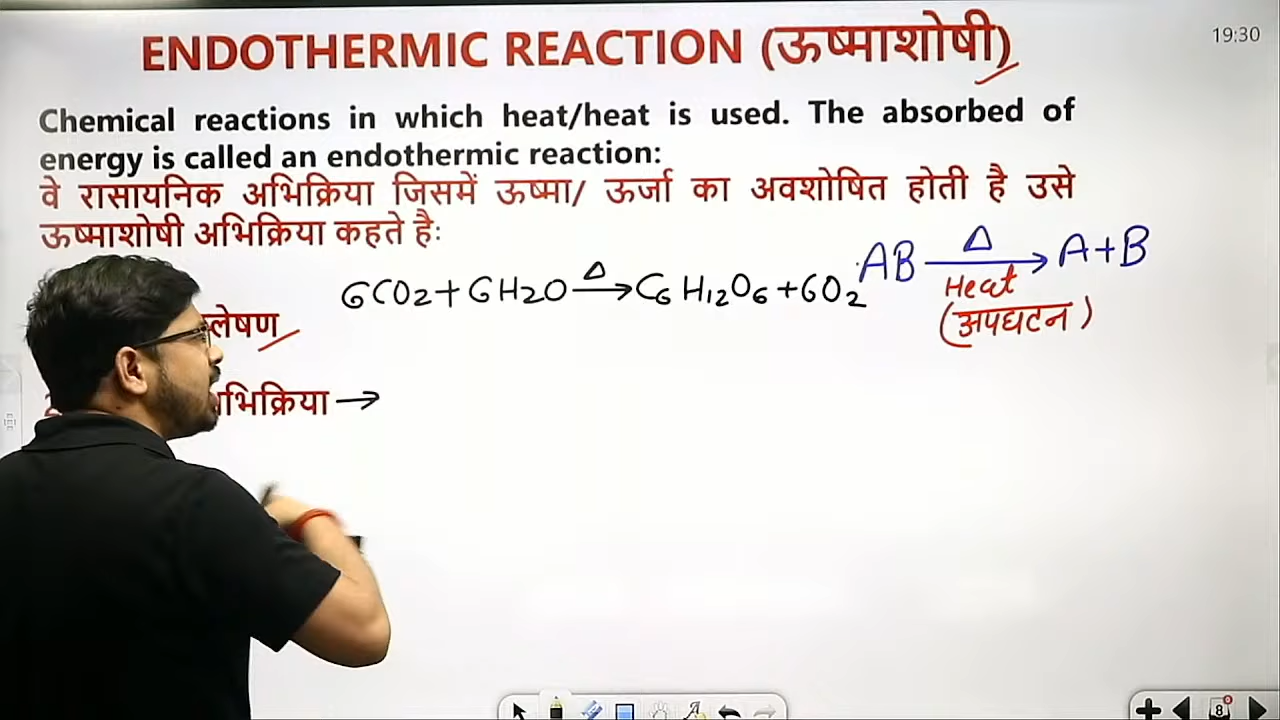 ENDOTHERMIC REACTION (ऊष्माशोषी)
19:30
Chemical reactions in which heat/heat is used. The absorbed of
energy is called an endothermic reaction:
वे रासायनिक अभिक्रिया जिसमें ऊष्मा/ ऊर्जा का अवशोषित होती है उसे
ऊष्माशोषी अभिक्रिया कहते है:
AB —Δ→ A+B
Heat
(अपघटन)
6CO2+6H2O —Δ→ C6H12O6+6O2
लेषण
भिक्रिया →
8